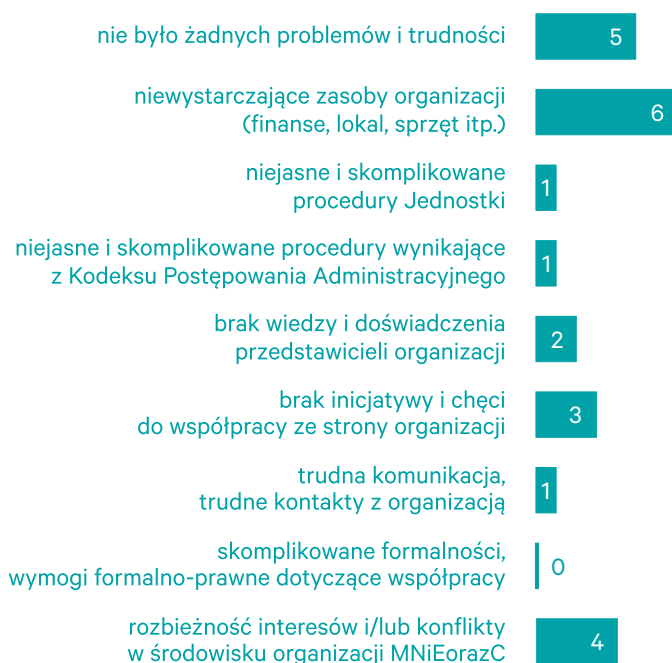 nie było żadnych problemów i trudności 5
niewystarczające zasoby organizacji
(finanse, lokal, sprzęt itp.) 6
niejasne i skomplikowane
procedury Jednostki 1
niejasne i skomplikowane procedury wynikające
z Kodeksu Postępowania Administracyjnego 1
brak wiedzy i doświadczenia
przedstawicieli organizacji 2
brak inicjatywy i chęci
do współpracy ze strony organizacji 3
trudna komunikacja,
trudne kontakty z organizacją 1
skomplikowane formalności,
wymogi formalno-prawne dotyczące współpracy 0
rozbieżność interesów i/lub konflikty
w środowisku organizacji MNiEorazC 4